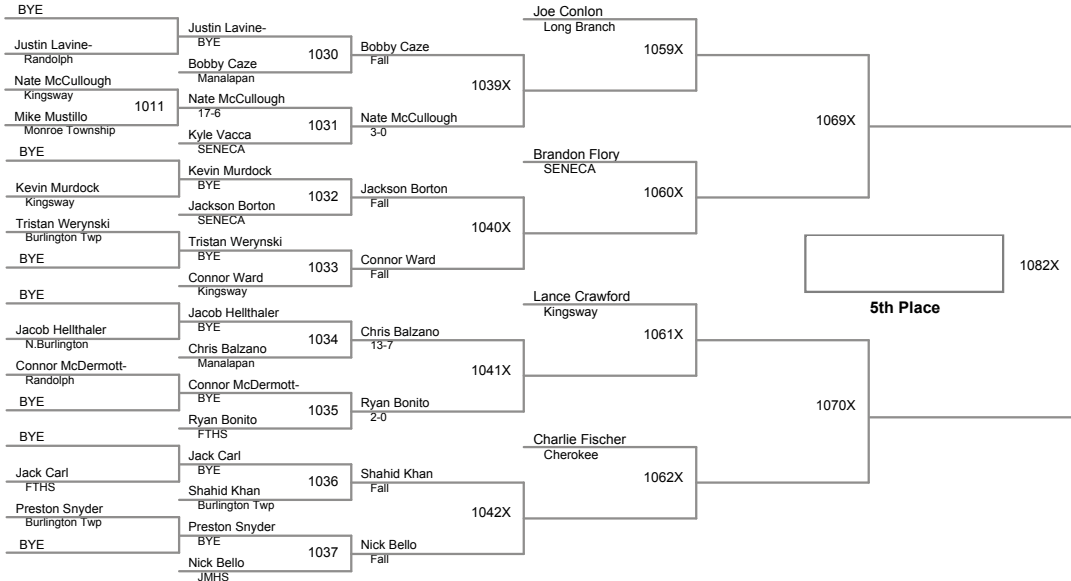 BYE
Justin Lavine-
Randolph
Nate McCullough
Kingsway
1011
Mike Mustillo
Monroe Township
BYE
Kevin Murdock
Kingsway
Tristan Werynski
Burlington Twp
BYE
BYE
Jacob Hellthaler
N.Burlington
Connor McDermott-
Randolph
BYE
BYE
Jack Carl
FTHS
Preston Snyder
Burlington Twp
BYE
Justin Lavine-
BYE
1030
Bobby Caze
Manalapan
Nate McCullough
17-6
1031
Kyle Vacca
SENECA
Kevin Murdock
BYE
1032
Jackson Borton
SENECA
Tristan Werynski
BYE
1033
Connor Ward
Kingsway
Jacob Hellthaler
BYE
1034
Chris Balzano
Manalapan
Connor McDermott-
BYE
1035
Ryan Bonito
FTHS
Jack Carl
BYE
1036
Shahid Khan
Burlington Twp
Preston Snyder
BYE
1037
Nick Bello
JMHS
Bobby Caze
Fall
1039X
Nate McCullough
3-0
Jackson Borton
Fall
1040X
Connor Ward
Fall
Chris Balzano
13-7
1041X
Ryan Bonito
2-0
Shahid Khan
Fall
1042X
Nick Bello
Fall
Joe Conlon
Long Branch
1059X
Brandon Flory
SENECA
1060X
Lance Crawford
Kingsway
1061X
Charlie Fischer
Cherokee
1062X
1069X
1070X
1082X
5th Place